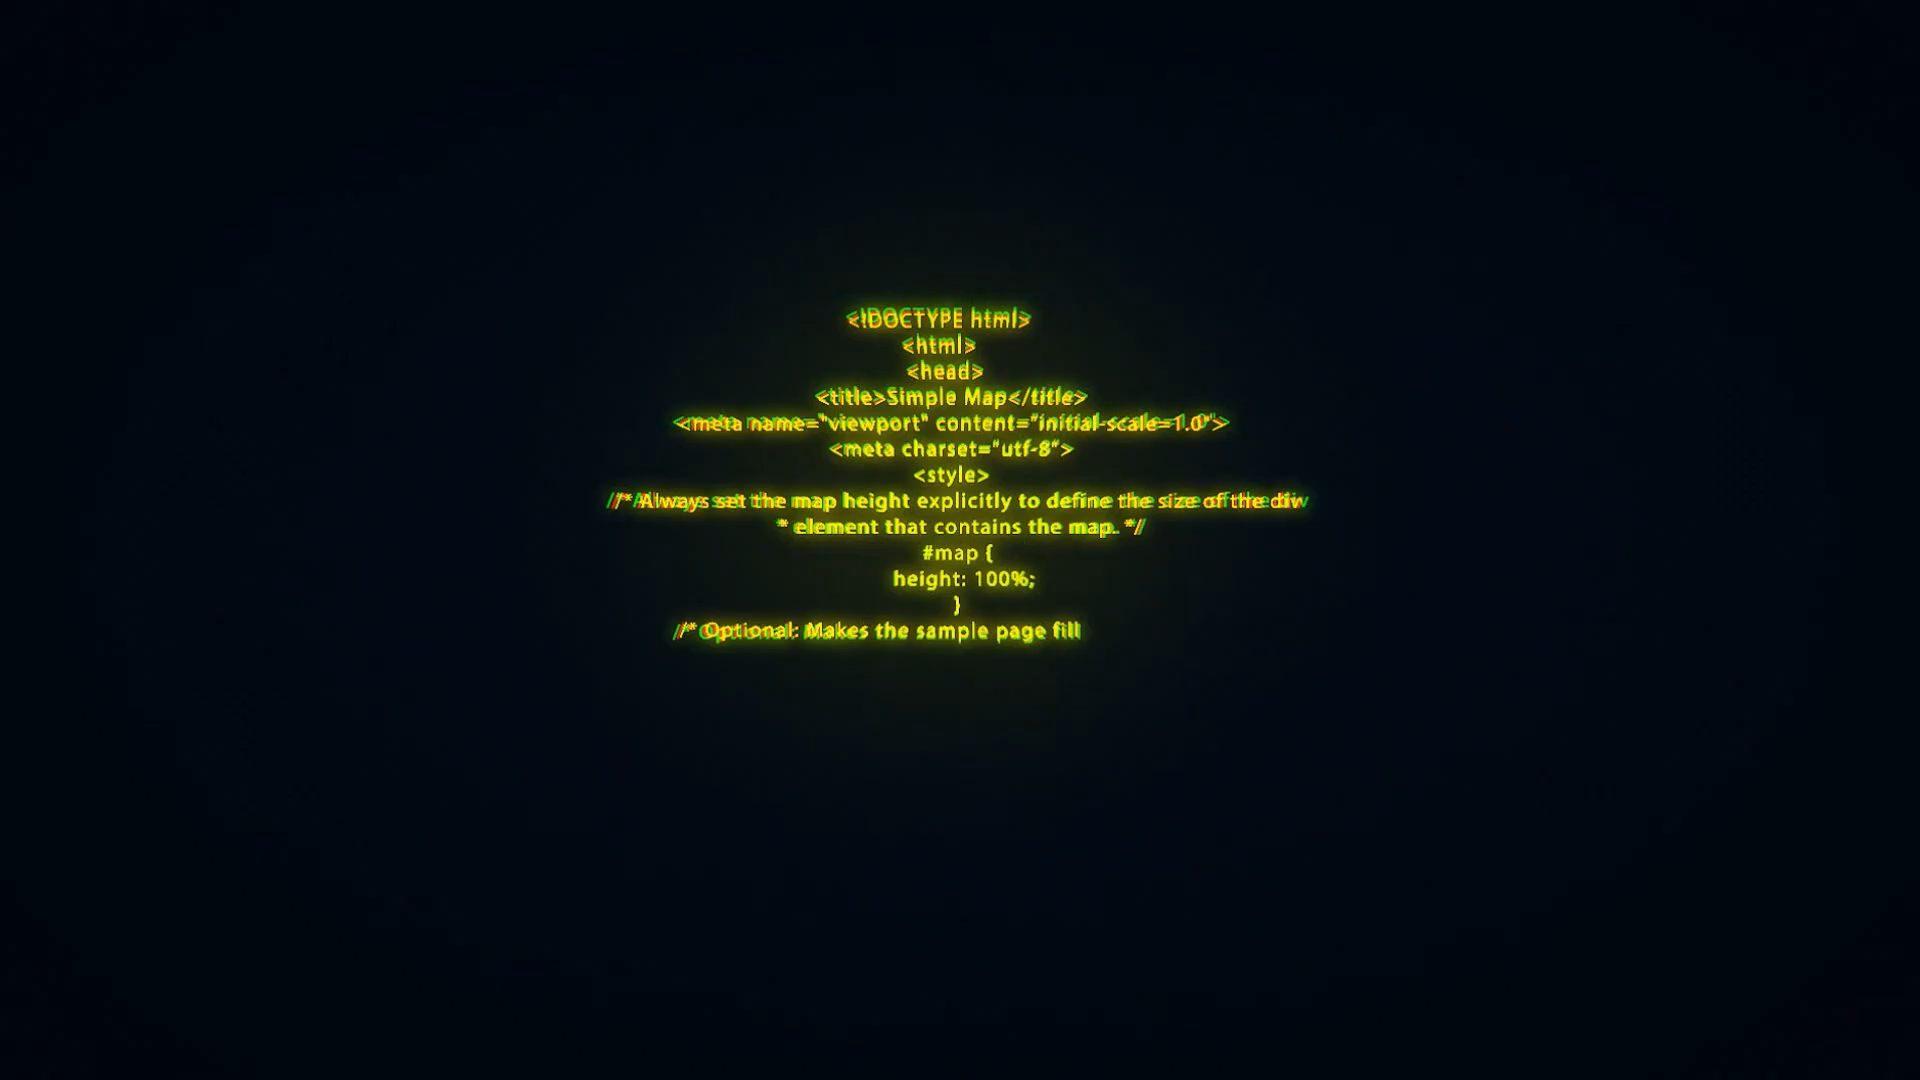 <!DOCTYPE html>
<html>
<head>
<title>Simple Map</title>
<meta name="viewport" content="initial-scale=1.0">
<meta charset="utf-8">
<style>
/* Always set the map height explicitly to define the size of the div
* element that contains the map. */
#map {
height: 100%;
}
/* Optional: Makes the sample page fill